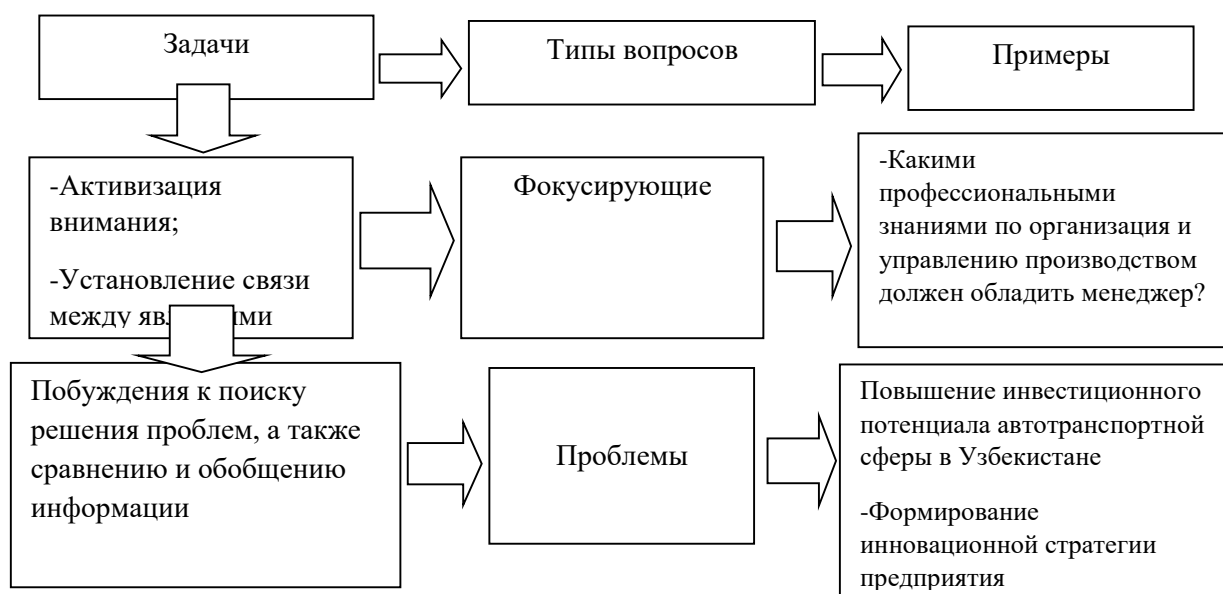 Задачи
Типы вопросов
Примеры
-Активизация
внимания;
-Установление связи
между
Фокусирующие
-Какими
профессиональными
знаниями по организация и
управлению производством
должен обладить менеджер?
Побуждения к поиску
решения проблем, а также
сравнению и обобщению
информации
Проблемы
Повышение инвестиционного
потенциала автотранспортной
сферы в Узбекистане
-Формирование
инновационной стратегии
предприятия